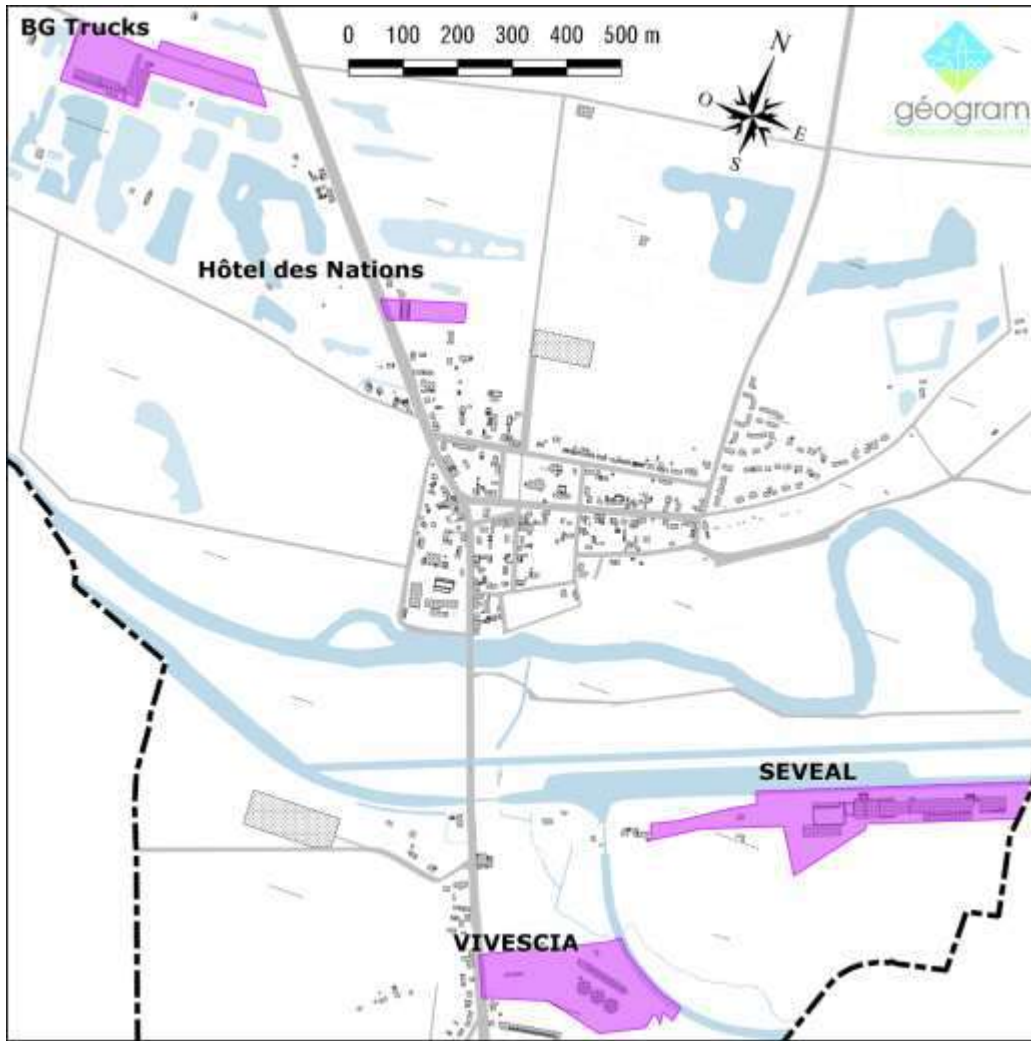 BG Trucks
0 100 200 300 400 500 m
N
O
E
S
géogram
Hôtel des Nations
SEVEAL
VIVESCIA